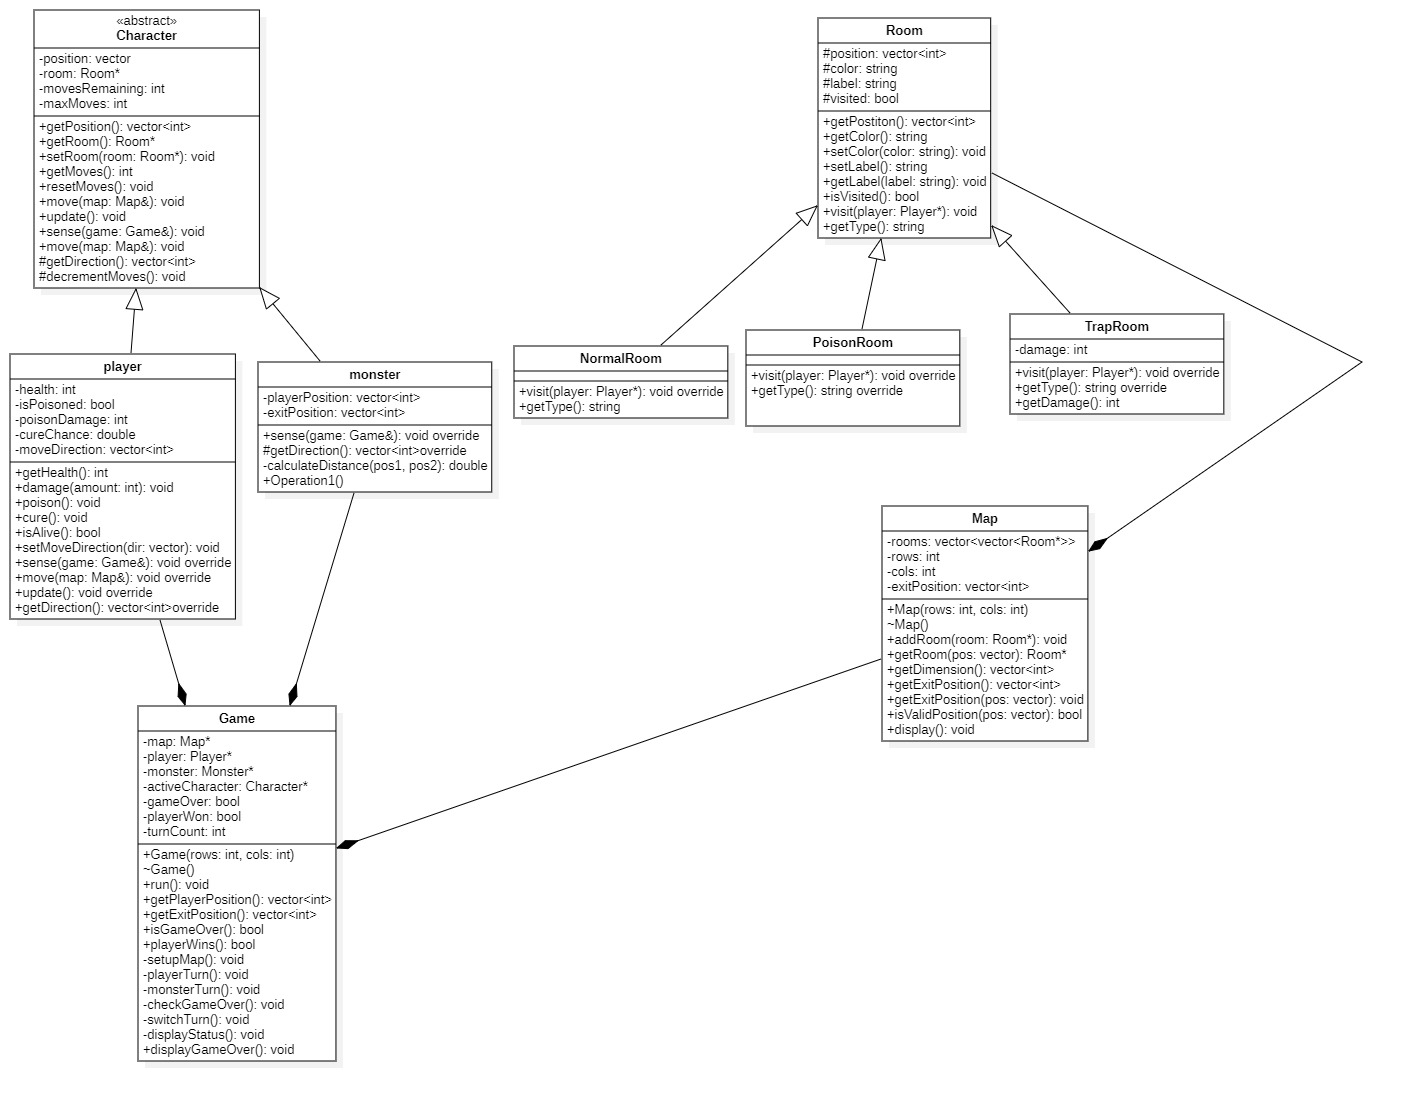 «abstract»
Character
-position: vector
-room: Room*
-movesRemaining: int
-maxMoves: int
+getPosition(): vector<int>
+getRoom(): Room*
+setRoom(room: Room*): void
+getMoves(): int
+resetMoves(): void
+move(map: Map&): void
+update(): void
+sense(game: Game&): void
+move(map: Map&): void
#getDirection(): vector<int>
#decrementMoves(): void
Room
#position: vector<int>
#color: string
#label: string
#visited: bool
+getPostiton(): vector<int>
+getColor(): string
+setColor(color: string): void
+setLabel(): string
+getLabel(label: string): void
+isVisited(): bool
+visit(player: Player*): void
+getType(): string
player
-health: int
-isPoisoned: bool
-poisonDamage: int
-cureChance: double
-moveDirection: vector<int>
+getHealth(): int
+damage(amount: int): void
+poison(): void
+cure(): void
+isAlive(): bool
+setMoveDirection(dir: vector): void
+sense(game: Game&): void override
+move(map: Map&): void override
+update(): void override
+getDirection(): vector<int>override
monster
-playerPosition: vector<int>
-exitPosition: vector<int>
+sense(game: Game&): void override
#getDirection(): vector<int>override
-calculateDistance(pos1, pos2): double
+Operation1()
NormalRoom
+visit(player: Player*): void override
+getType(): string
PoisonRoom
+visit(player: Player*): void override
+getType(): string override
TrapRoom
-damage: int
+visit(player: Player*): void override
+getType(): string override
+getDamage(): int
Map
-rooms: vector<vector<Room*>>
-rows: int
-cols: int
-exitPosition: vector<int>
+Map(rows: int, cols: int)
~Map()
+addRoom(room: Room*): void
+getRoom(pos: vector): Room*
+getDimension(): vector<int>
+getExitPosition(): vector<int>
+getExitPosition(pos: vector): void
+isValidPosition(pos: vector): bool
+display(): void
Game
-map: Map*
-player: Player*
-monster: Monster*
-activeCharacter: Character*
-gameOver: bool
-playerWon: bool
-turnCount: int
+Game(rows: int, cols: int)
~Game()
+run(): void
+getPlayerPosition(): vector<int>
+getExitPosition(): vector<int>
+isGameOver(): bool
+playerWins(): bool
-setupMap(): void
-playerTurn(): void
-monsterTurn(): void
-checkGameOver(): void
-switchTurn(): void
-displayStatus(): void
+displayGameOver(): void